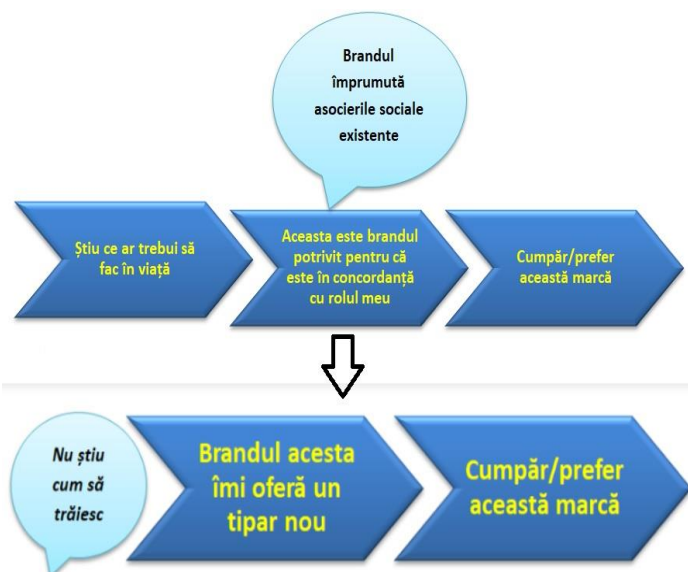 Brandul
împrumută
asocierile sociale
existente
Știu ce ar trebui să
fac în viață
Aceasta este brandul
potrivit pentru că
este în concordanță
cu rolul meu
Cumpăr/prefer
această marcă
Nu știu
cum să
trăiesc
Brandul acesta
îmi oferă un
tipar nou
Cumpăr/prefer
această marcă